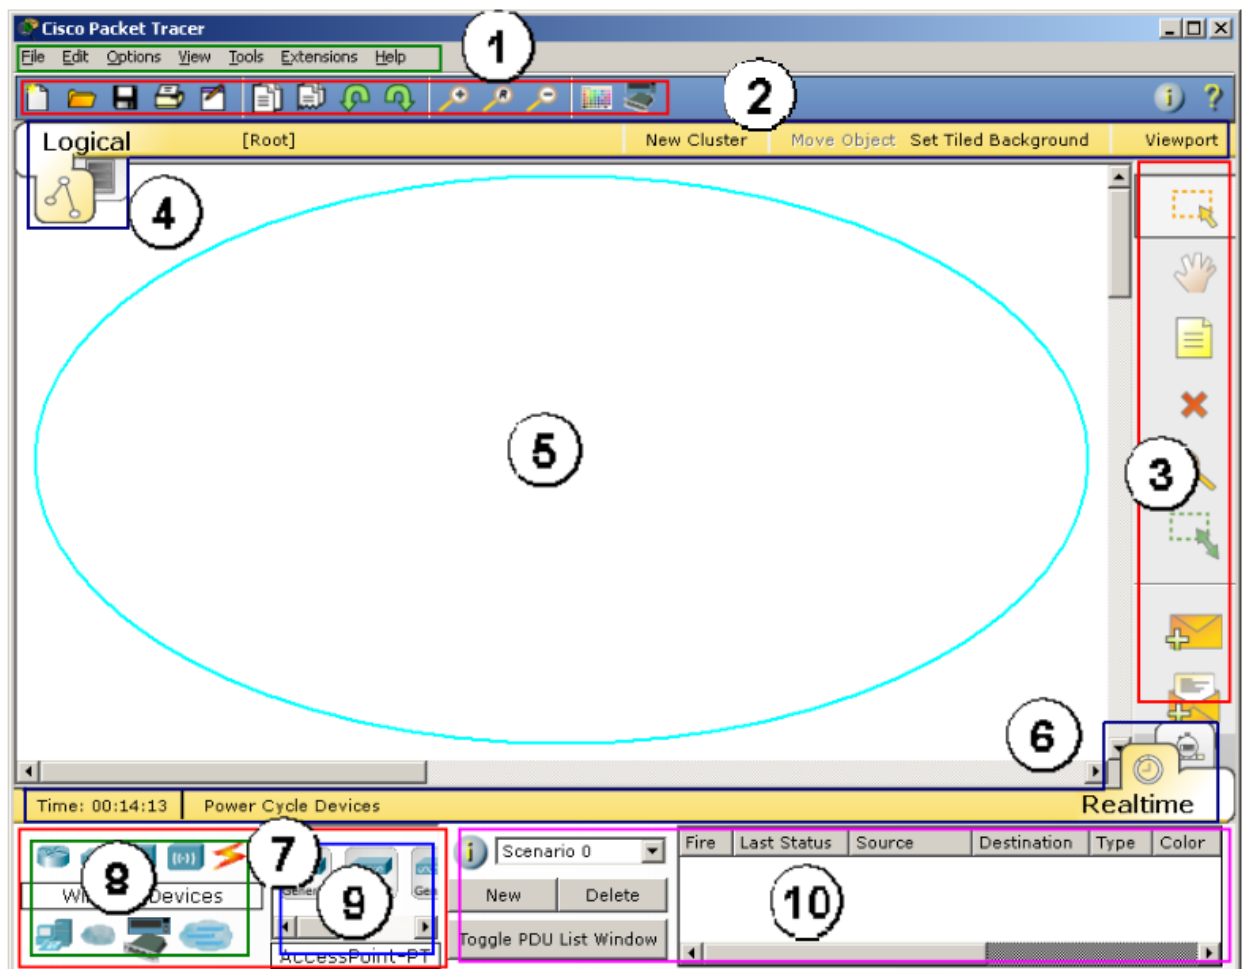 Cisco Packet Tracer
1
File Edit Options View Tools Extensions Help
2
Logical [Root] New Cluster Move Object Set Tiled Background Viewport
4
5
3
6
Time: 00:14:13 Power Cycle Devices Realtime
7
8
Devices
9
AccessPoint-PT
Scenario 0
New Delete
Toggle PDU List Window
Fire Last Status Source Destination Type Color
10